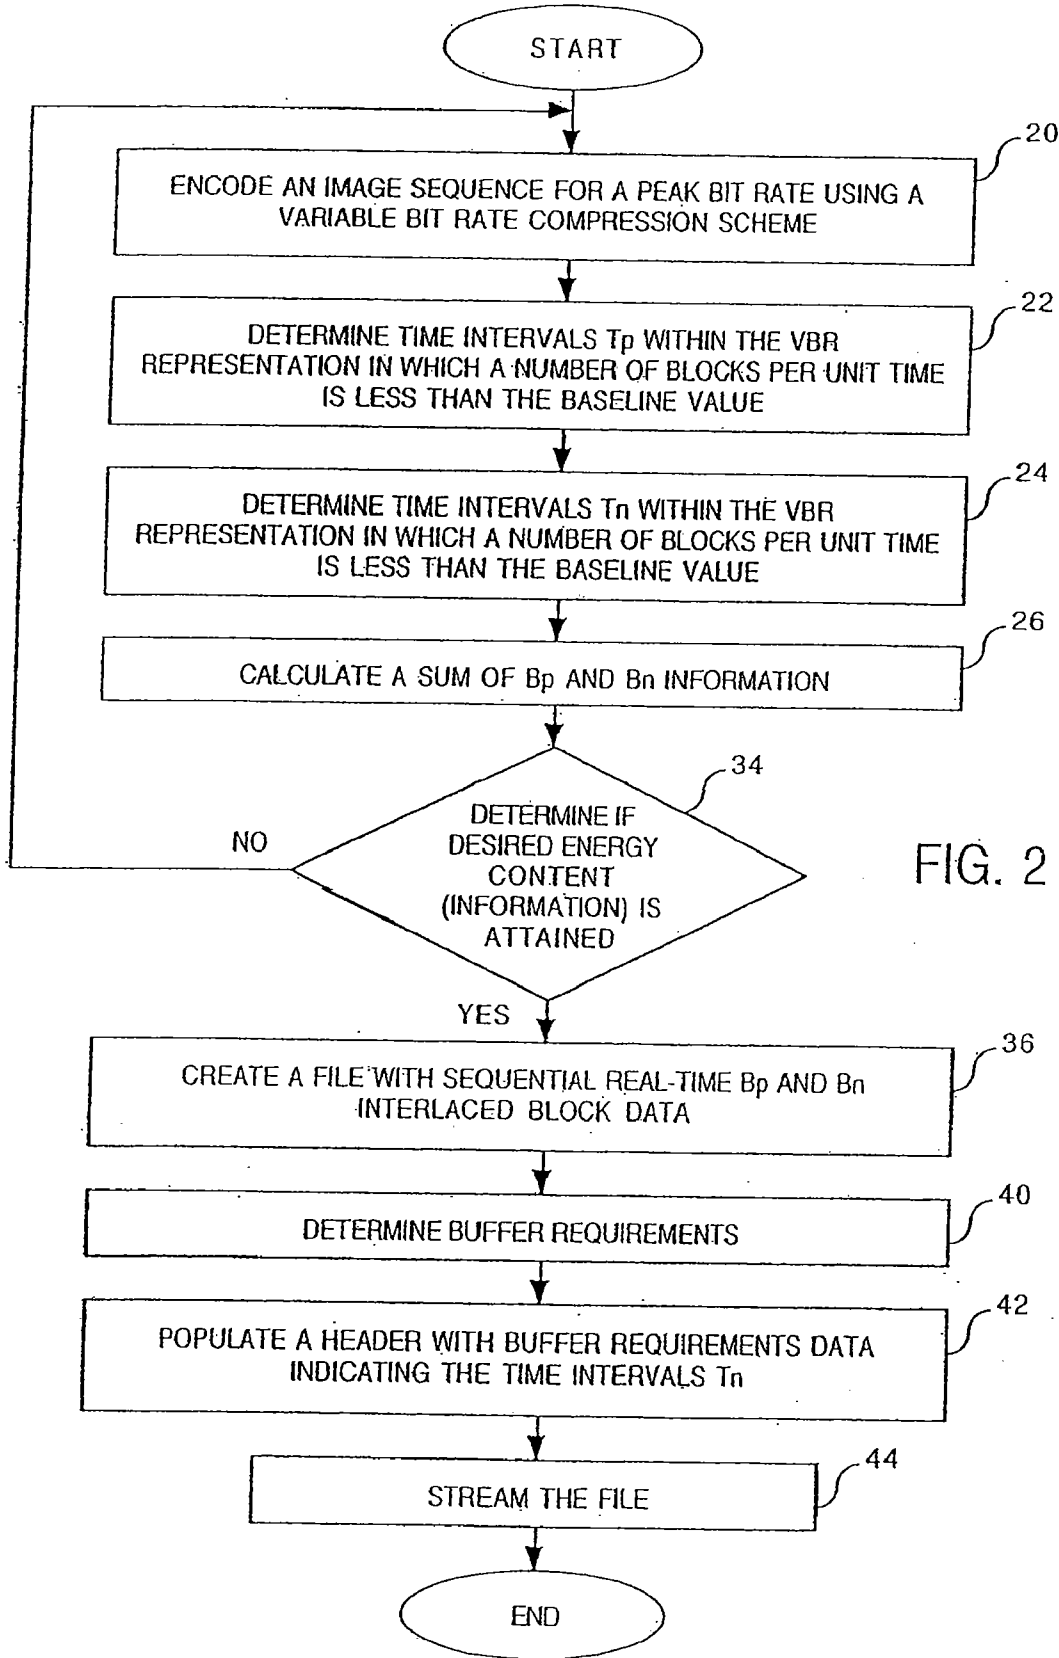 START
20
ENCODE AN IMAGE SEQUENCE FOR A PEAK BIT RATE USING A
VARIABLE BIT RATE COMPRESSION SCHEME
22
DETERMINE TIME INTERVALS Tp WITHIN THE VBR
REPRESENTATION IN WHICH A NUMBER OF BLOCKS PER UNIT TIME
IS LESS THAN THE BASELINE VALUE
24
DETERMINE TIME INTERVALS Tn WITHIN THE VBR
REPRESENTATION IN WHICH A NUMBER OF BLOCKS PER UNIT TIME
IS LESS THAN THE BASELINE VALUE
26
CALCULATE A SUM OF Bp AND Bn INFORMATION
34
DETERMINE IF
DESIRED ENERGY
CONTENT
(INFORMATION) IS
ATTAINED
NO
FIG. 2
YES
36
CREATE A FILE WITH SEQUENTIAL REAL-TIME Bp AND Bn
INTERLACED BLOCK DATA
40
DETERMINE BUFFER REQUIREMENTS
42
POPULATE A HEADER WITH BUFFER REQUIREMENTS DATA
INDICATING THE TIME INTERVALS Tn
44
STREAM THE FILE
END